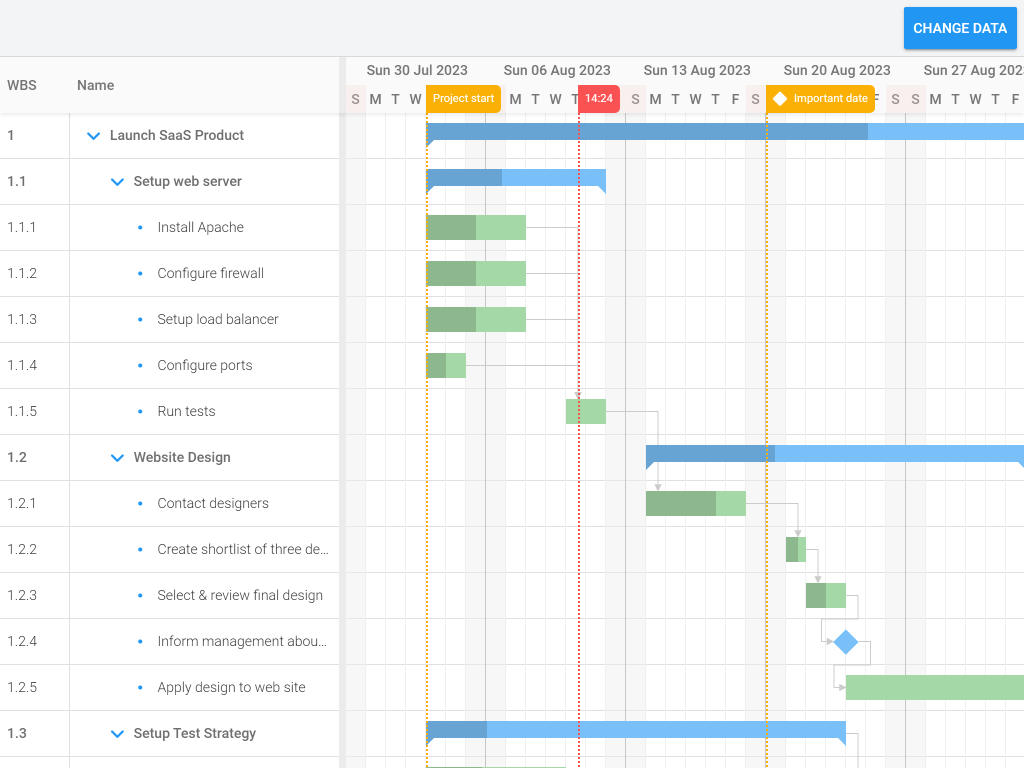 CHANGE DATA
WBS Name Sun 30 Jul 2023 Sun 06 Aug 2023 Sun 13 Aug 2023 Sun 20 Aug 2023 Sun 27 Aug 202
S M T W Project start M T W T 14:24 S M T W T F S Important date F S S M T W T F
1 Launch SaaS Product
1.1 Setup web server
1.1.1 Install Apache
1.1.2 Configure firewall
1.1.3 Setup load balancer
1.1.4 Configure ports
1.1.5 Run tests
1.2 Website Design
1.2.1 Contact designers
1.2.2 Create shortlist of three de...
1.2.3 Select & review final design
1.2.4 Inform management abou...
1.2.5 Apply design to web site
1.3 Setup Test Strategy